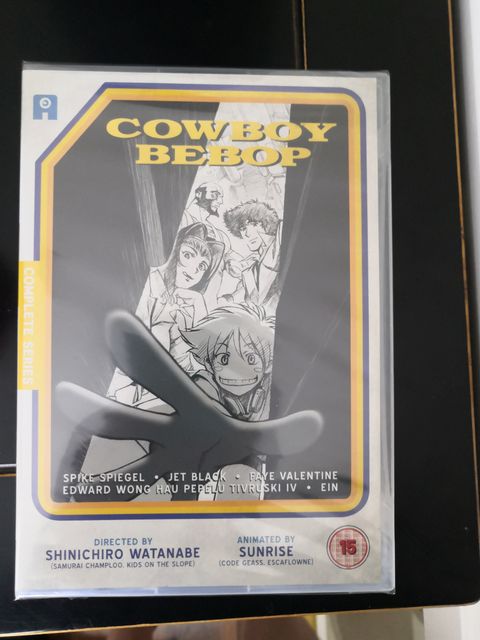 COWBOY
BEBOP
COMPLETE SERIES
SPIKE SPIEGEL • JET BLACK • FAYE VALENTINE
EDWARD WONG HAU PEPELU TIVRUSKI IV • EIN
DIRECTED BY
SHINICHIRO WATANABE
(SAMURAI CHAMPLOO, KIDS ON THE SLOPE)
ANIMATED BY
SUNRISE
(CODE GEASS, ESCAFLOWNE)
15